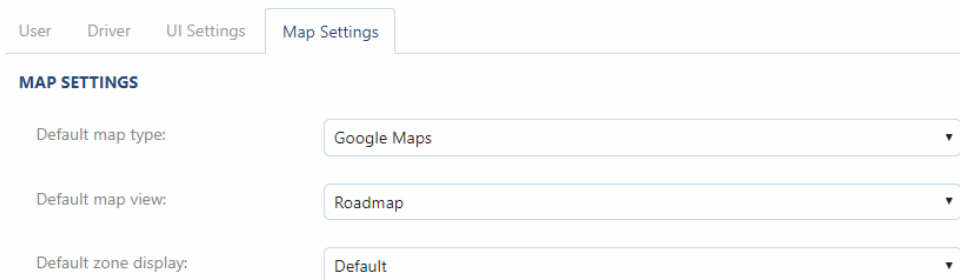 User Driver UI Settings Map Settings
MAP SETTINGS
Default map type: Google Maps
Default map view: Roadmap
Default zone display: Default